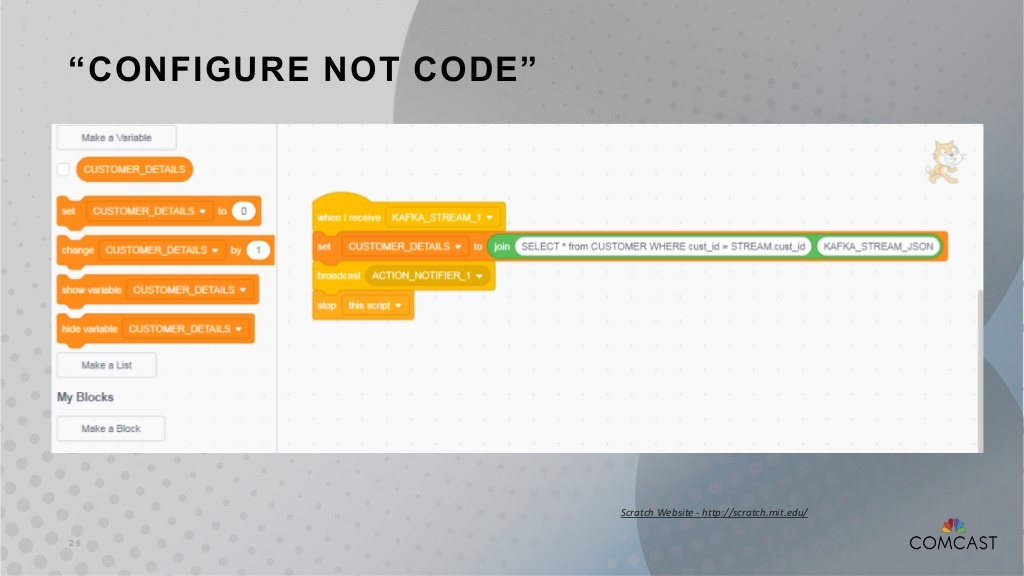 “CONFIGURE NOT CODE”
Make a Variable
CUSTOMER_DETAILS
set CUSTOMER_DETAILS to 0
change CUSTOMER_DETAILS by 1
show variable CUSTOMER_DETAILS
hide variable CUSTOMER_DETAILS
Make a List
My Blocks
Make a Block
when I receive KAFKA_STREAM_1
set CUSTOMER_DETAILS to join SELECT * from CUSTOMER WHERE cust_id = STREAM.cust_id KAFKA_STREAM_JSON
broadcast ACTION_NOTIFIER_1
stop this script
Scratch Website - http://scratch.mit.edu/
26
COMCAST